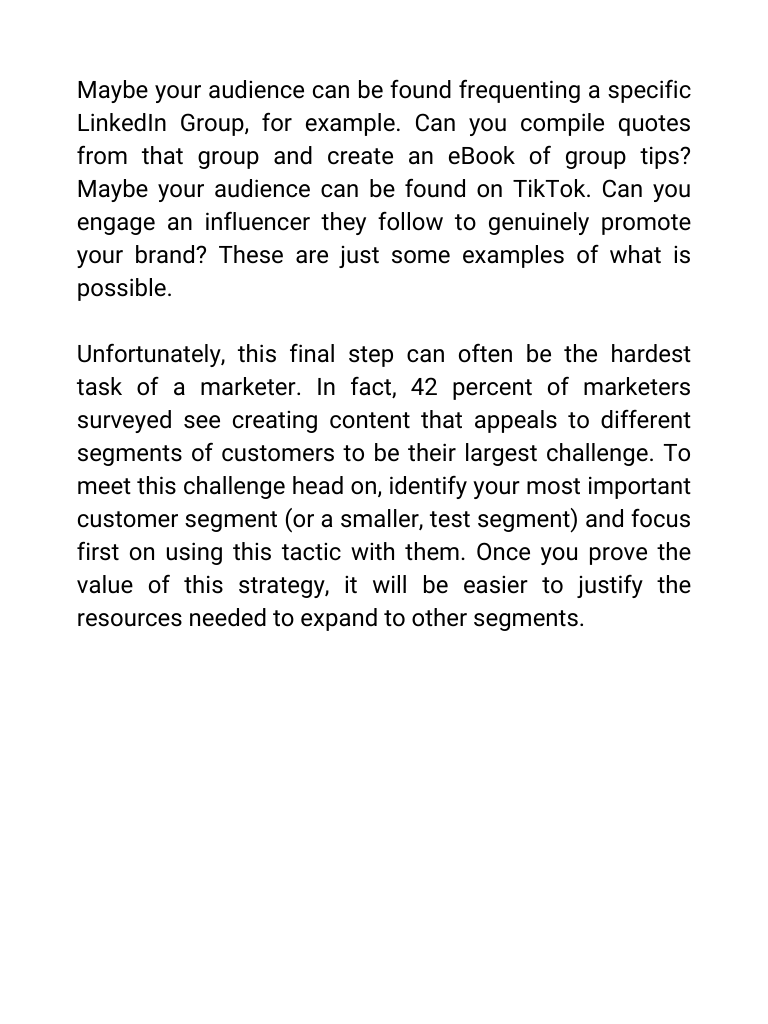 Maybe your audience can be found frequenting a specific
LinkedIn Group, for example. Can you compile quotes
from that group and create an eBook of group tips?
Maybe your audience can be found on TikTok. Can you
engage an influencer they follow to genuinely promote
your brand? These are just some examples of what is
possible.
Unfortunately, this final step can often be the hardest
task of a marketer. In fact, 42 percent of marketers
surveyed see creating content that appeals to different
segments of customers to be their largest challenge. To
meet this challenge head on, identify your most important
customer segment (or a smaller, test segment) and focus
first on using this tactic with them. Once you prove the
value of this strategy, it will be easier to justify the
resources needed to expand to other segments.